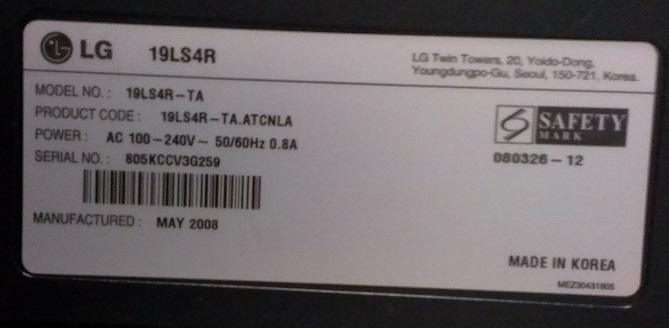 LG 19LS4R
LG Twin Towers, 20, Yoido-Dong,
Youngdungpo-Gu, Seoul, 150-721, Korea.
MODEL NO. : 19LS4R-TA
PRODUCT CODE : 19LS4R-TA.ATCNLA
POWER : AC 100-240V~ 50/60Hz 0.8A
SERIAL NO. : 805KCCV3G259
MANUFACTURED : MAY 2008
SAFETY
MARK
080326-12
MADE IN KOREA
MEZ30431805